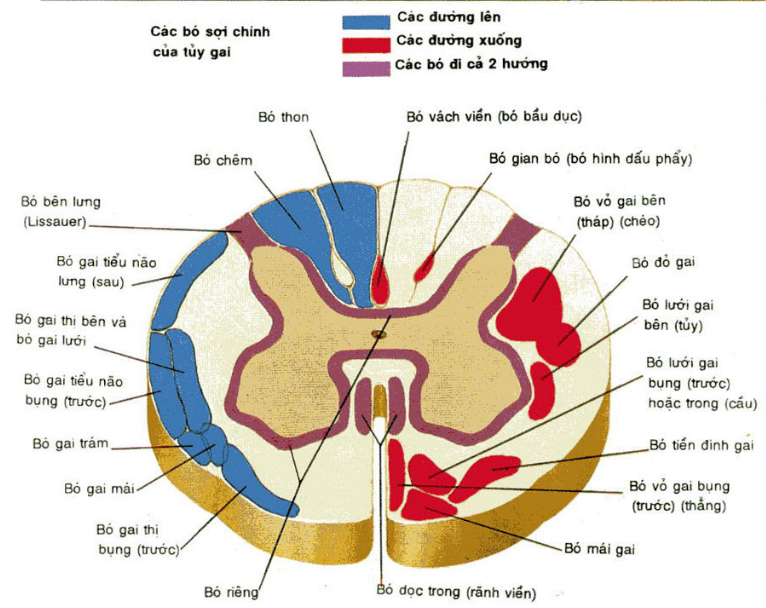 Các bó sợi chính
của tủy gai
Các đường lên
Các đường xuống
Các bó đi cả 2 hướng
Bó thon
Bó chêm
Bó bên lưng
(Lissauer)
Bó gai tiểu não
lưng (sau)
Bó gai thị bên và
bó gai lưới
Bó gai tiểu não
bụng (trước)
Bó gai trám
Bó gai mái
Bó gai thị
bụng (trước)
Bó riêng
Bó vách viền (bó bầu dục)
Bó gian bó (bó hình dấu phẩy)
Bó vỏ gai bên
(tháp) (chéo)
Bó đỏ gai
Bó lưới gai
bên (tủy)
Bó lưới gai
bụng (trước)
hoặc trong (cầu)
Bó tiền đình gai
Bó vỏ gai bụng
(trước) (thẳng)
Bó mái gai
Bó dọc trong (rãnh viền)